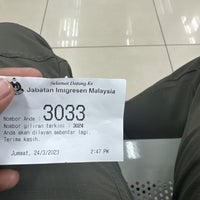 Selamat Datang Ke
Jabatan Imigresen Malaysia
Nombor Anda : 3033
Nombor giliran terkini : 3024
Anda akan dilayan sebentar lagi.
Terima kasih.
Jumaat, 24/3/2023 2:47 PM